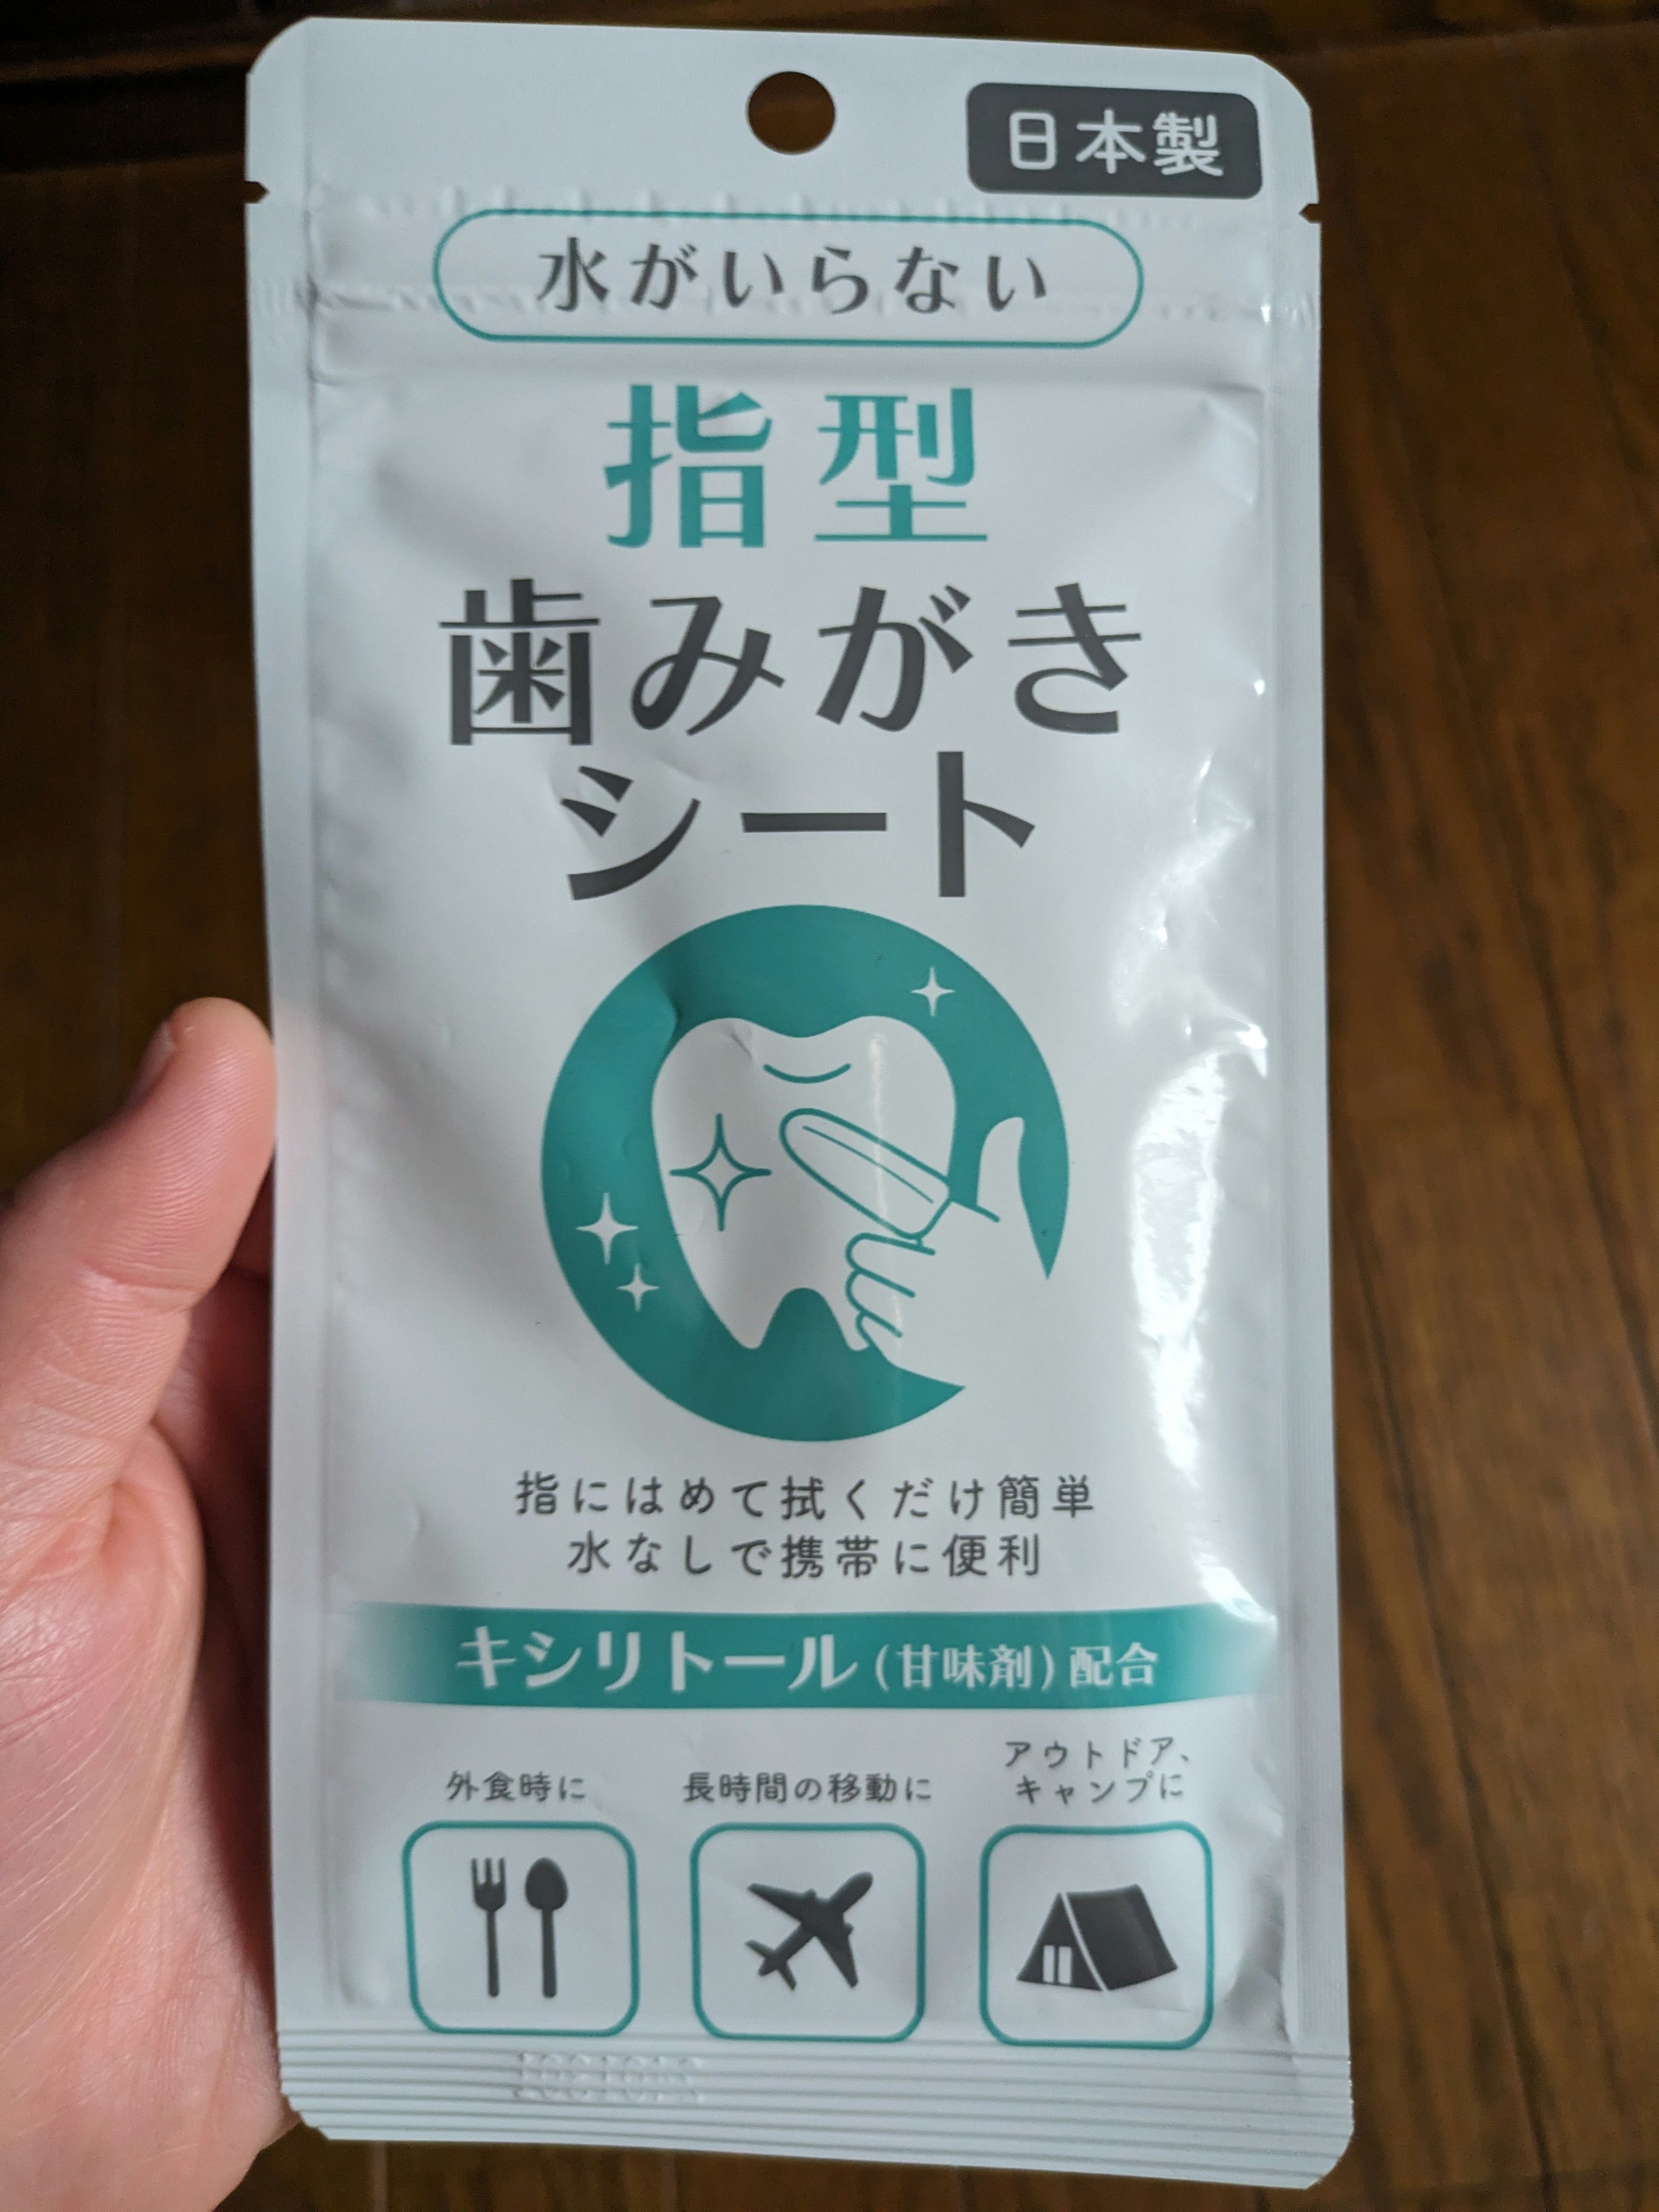 日本製
水がいらない
指型
歯みがき
シート
指にはめて拭くだけ簡単
水なしで携帯に便利
キシリトール(甘味剤)配合
外食時に
長時間の移動に
アウトドア、
キャンプに